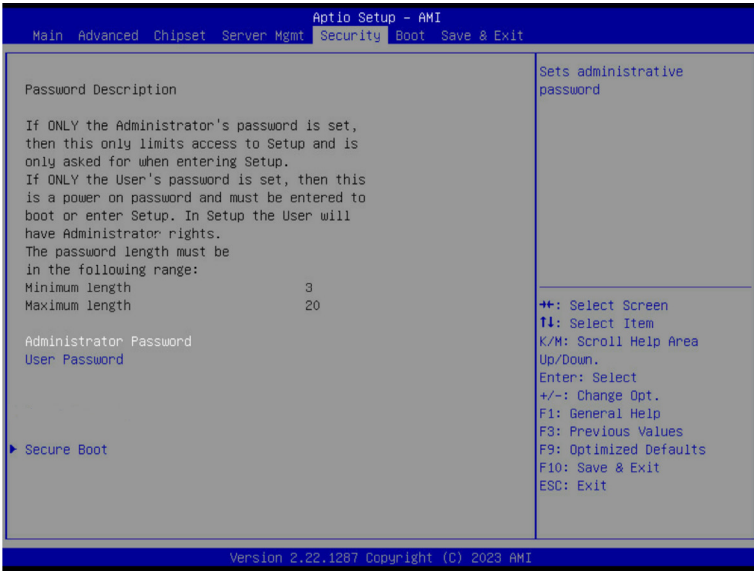 Aptio Setup – AMI
Main Advanced Chipset Server Mgmt Security Boot Save & Exit
Password Description
If ONLY the Administrator's password is set,
then this only limits access to Setup and is
only asked for when entering Setup.
If ONLY the User's password is set, then this
is a power on password and must be entered to
boot or enter Setup. In Setup the User will
have Administrator rights.
The password length must be
in the following range:
Minimum length 3
Maximum length 20
Administrator Password
User Password
▶ Secure Boot
Sets administrative
password
→←: Select Screen
↑↓: Select Item
K/M: Scroll Help Area
Up/Down.
Enter: Select
+/-: Change Opt.
F1: General Help
F3: Previous Values
F9: Optimized Defaults
F10: Save & Exit
ESC: Exit
Version 2.22.1287 Copyright (C) 2023 AMI